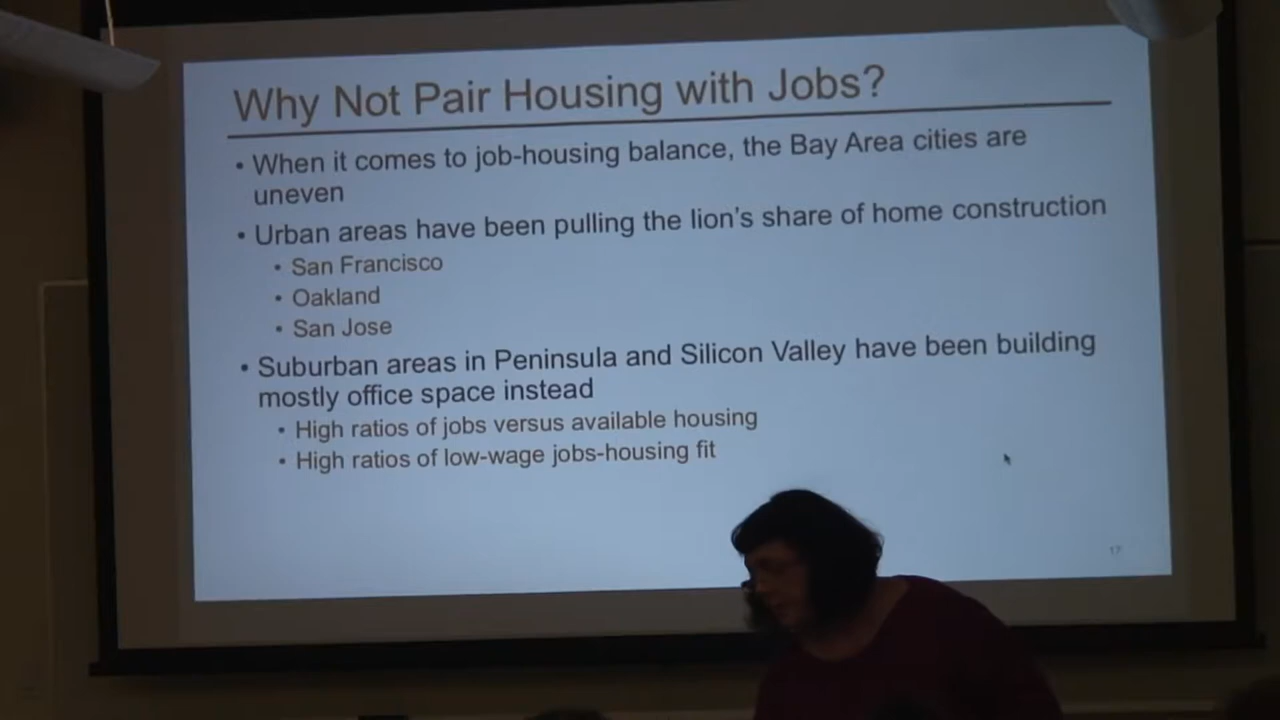 Why Not Pair Housing with Jobs?
• When it comes to job-housing balance, the Bay Area cities are
uneven
• Urban areas have been pulling the lion's share of home construction
• San Francisco
• Oakland
• San Jose
• Suburban areas in Peninsula and Silicon Valley have been building
mostly office space instead
• High ratios of jobs versus available housing
• High ratios of low-wage jobs-housing fit
17